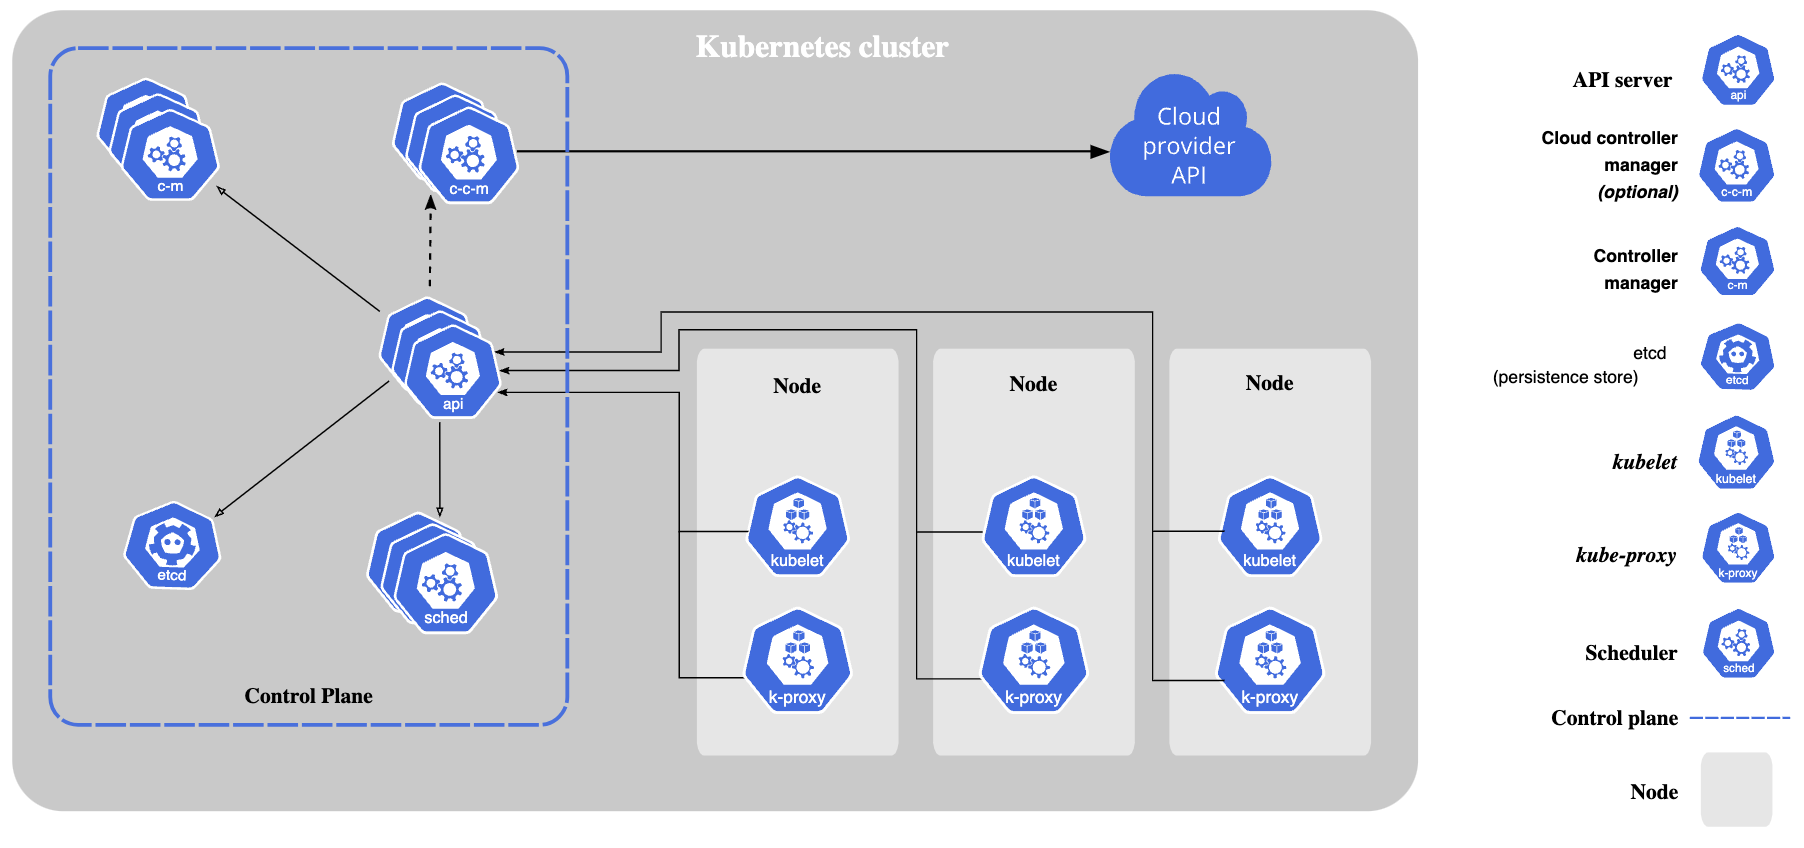 Kubernetes cluster
c-m
c-c-m
Cloud
provider
API
api
etcd
sched
Control Plane
Node
kubelet
k-proxy
Node
kubelet
k-proxy
Node
kubelet
k-proxy
API server
api
Cloud controller
manager
(optional)
c-c-m
Controller
manager
c-m
etcd
(persistence store)
etcd
kubelet
kubelet
kube-proxy
k-proxy
Scheduler
sched
Control plane
Node